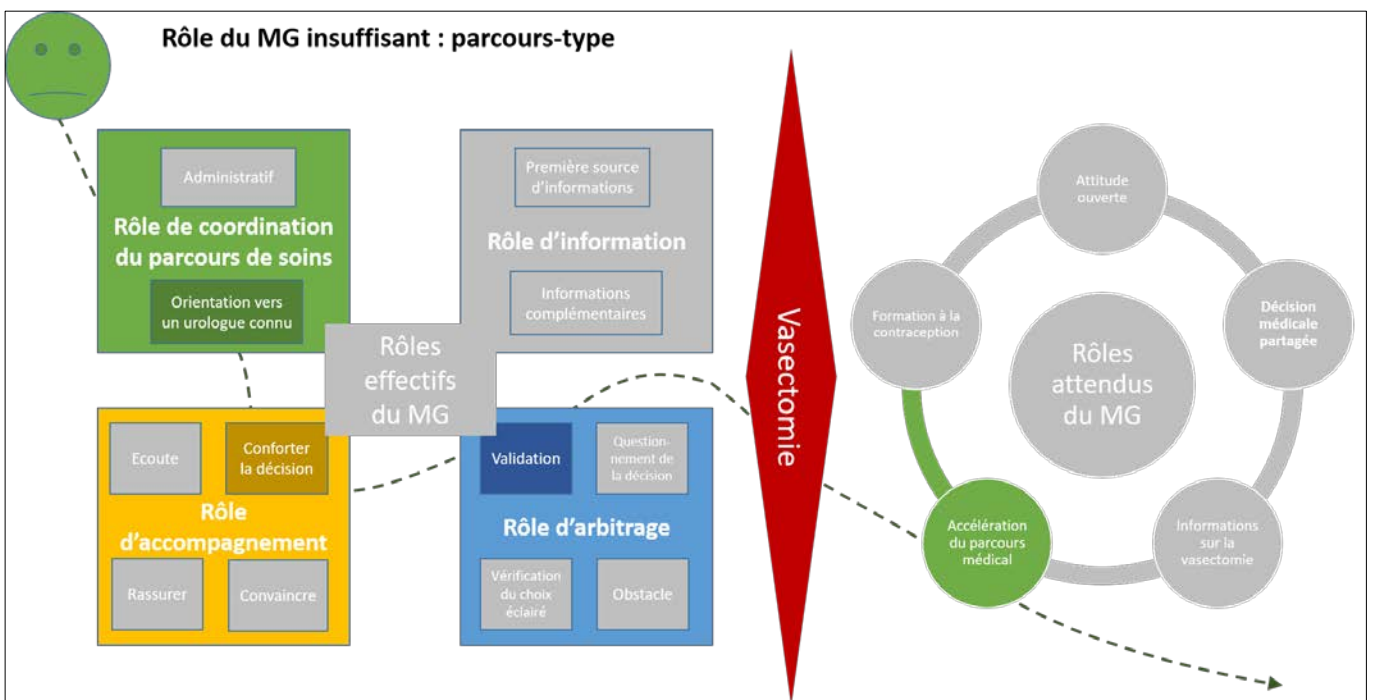 Rôle du MG insuffisant : parcours-type
Administratif
Rôle de coordination
du parcours de soins
Orientation vers
un urologue connu
Première source
d'informations
Rôle d'information
Informations
complémentaires
Rôles
effectifs
du MG
Ecoute
Conforter
la décision
Rôle
d'accompagnement
Rassurer
Convaincre
Validation
Question-
nement de
la décision
Rôle d'arbitrage
Vérification
du choix
éclairé
Obstacle
Vasectomie
Attitude
ouverte
Formation à la
contraception
Décision
médicale
partagée
Rôles
attendus
du MG
Accélération
du parcours
médical
Informations
sur la
vasectomie